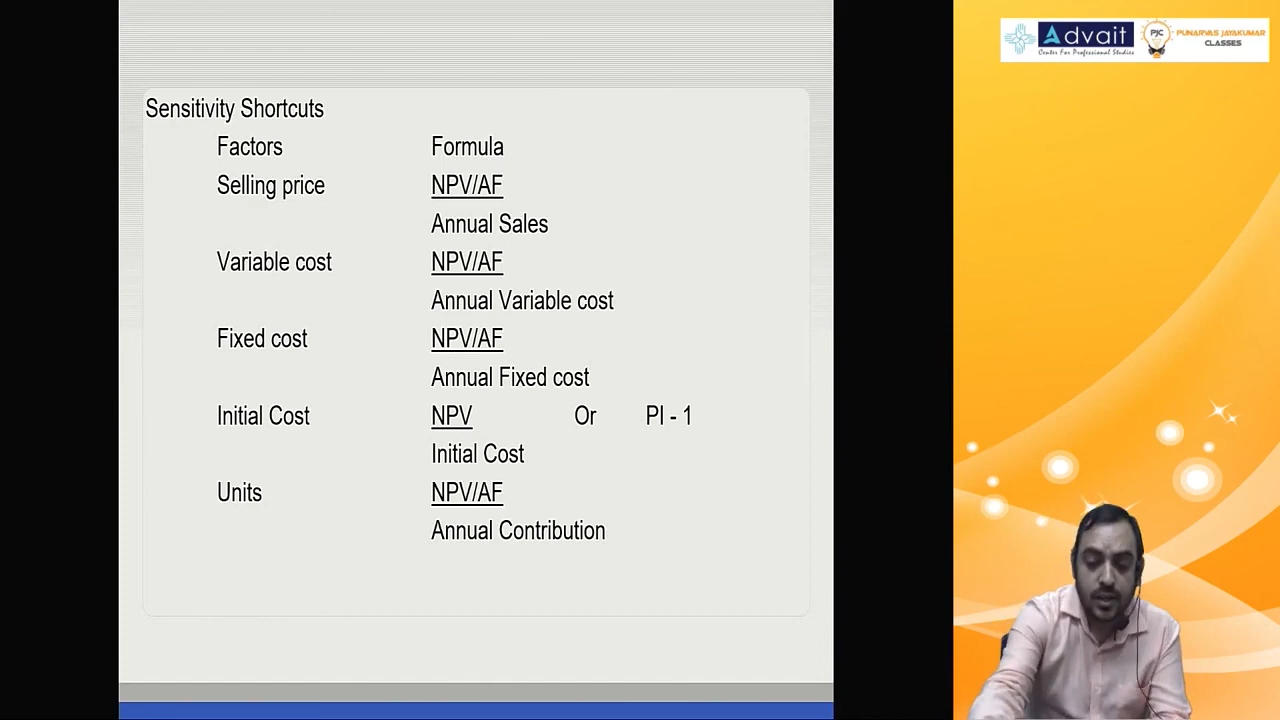 Sensitivity Shortcuts
Factors Formula
Selling price NPV/AF
Annual Sales
Variable cost NPV/AF
Annual Variable cost
Fixed cost NPV/AF
Annual Fixed cost
Initial Cost NPV Or PI - 1
Initial Cost
Units NPV/AF
Annual Contribution
Advait
Center For Professional Studies
PJC
PUNARVAS JAYAKUMAR
CLASSES